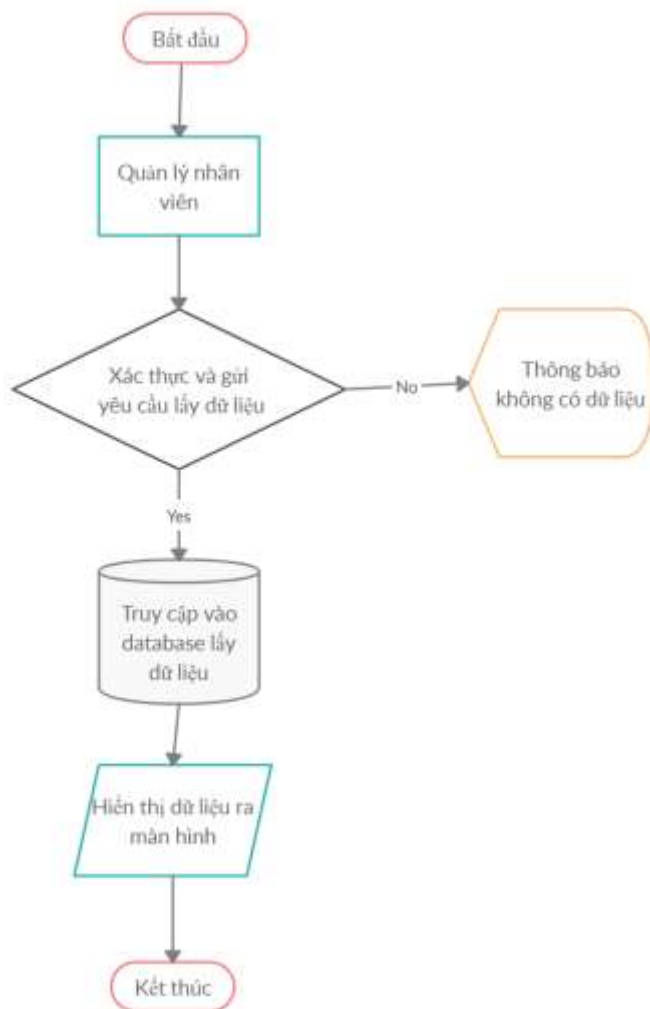 Bắt đầu
Quản lý nhân
viên
Xác thực và gửi
yêu cầu lấy dữ liệu
No
Thông báo
không có dữ liệu
Yes
Truy cập vào
database lấy
dữ liệu
Hiển thị dữ liệu ra
màn hình
Kết thúc